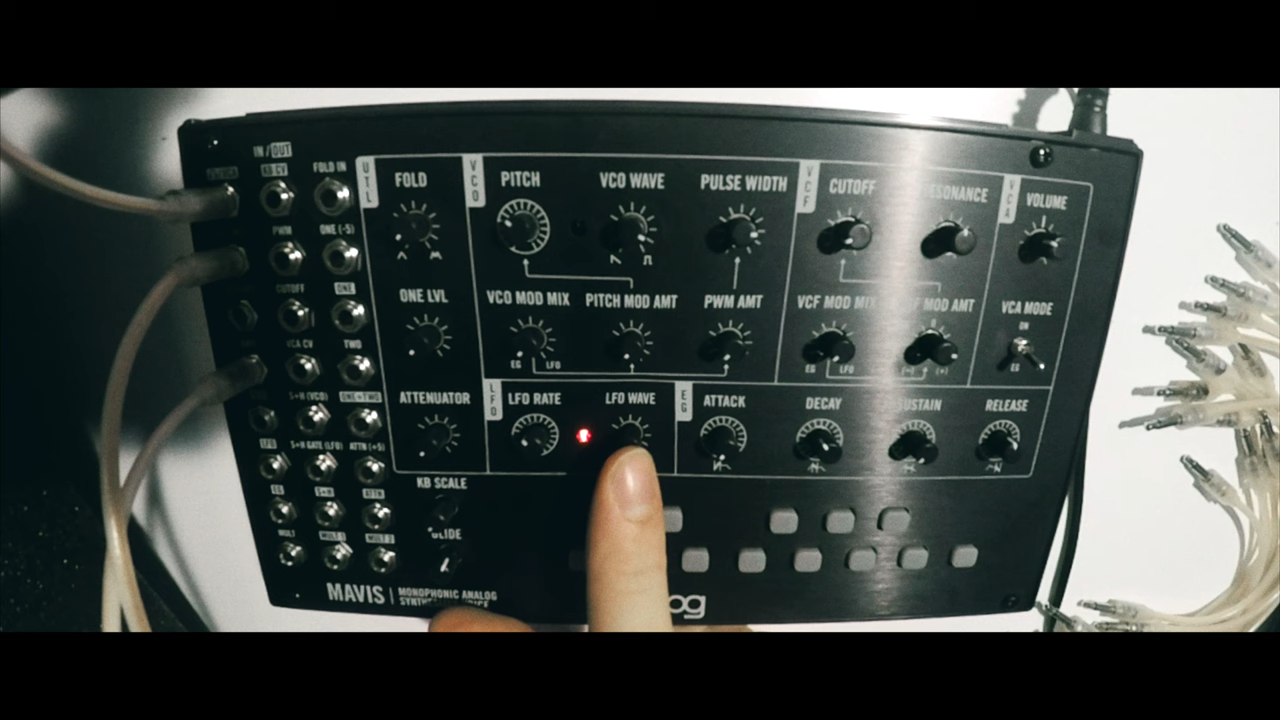 IN / OUT
KB CV
FOLD IN
PWM
ONE (-5)
CUTOFF
ONE
VCA CV
TWO
S+H (VCO)
ONE+TWO
LFO
S+H GATE (LFO)
ATTN (+5)
EG
S+H
ATTN
MULT
MULT 1
MULT 2
UTL
FOLD
ONE LVL
ATTENUATOR
VCO
PITCH
VCO WAVE
PULSE WIDTH
VCO MOD MIX
PITCH MOD AMT
PWM AMT
EG
LFO
VCF
CUTOFF
RESONANCE
VCF MOD MIX
MOD AMT
EG
LFO
(-)
(+)
VCA
VOLUME
VCA MODE
ON
EG
LFO
LFO RATE
LFO WAVE
EG
ATTACK
DECAY
SUSTAIN
RELEASE
KB SCALE
GLIDE
MAVIS
MONOPHONIC ANALOG
og